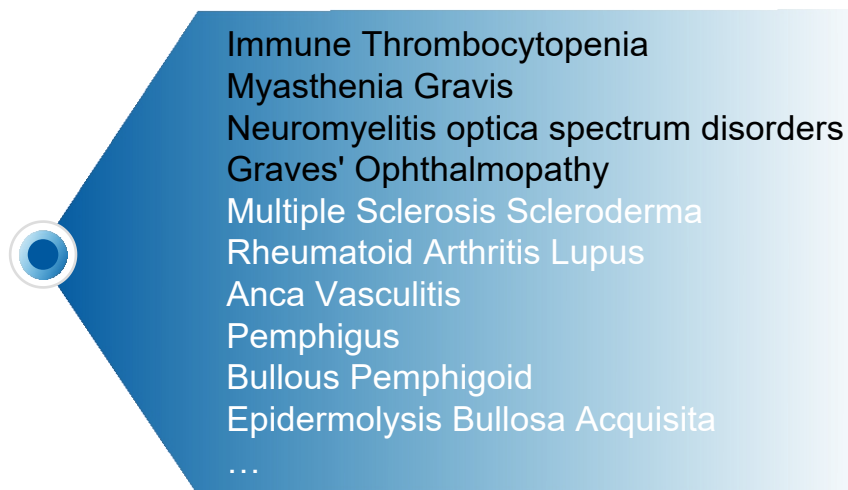 Immune Thrombocytopenia
Myasthenia Gravis
Neuromyelitis optica spectrum disorders
Graves' Ophthalmopathy
Multiple Sclerosis Scleroderma
Rheumatoid Arthritis Lupus
Anca Vasculitis
Pemphigus
Bullous Pemphigoid
Epidermolysis Bullosa Acquisita
…